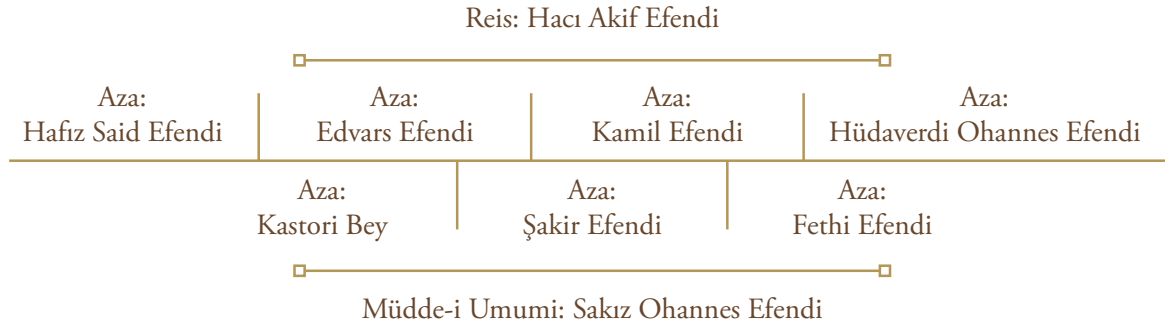 Reis: Hacı Akif Efendi
Aza:
Hafız Said Efendi
Aza:
Edvars Efendi
Aza:
Kamil Efendi
Aza:
Hüdaverdi Ohannes Efendi
Aza:
Kastori Bey
Aza:
Şakir Efendi
Aza:
Fethi Efendi
Müdde-i Umumi: Sakız Ohannes Efendi